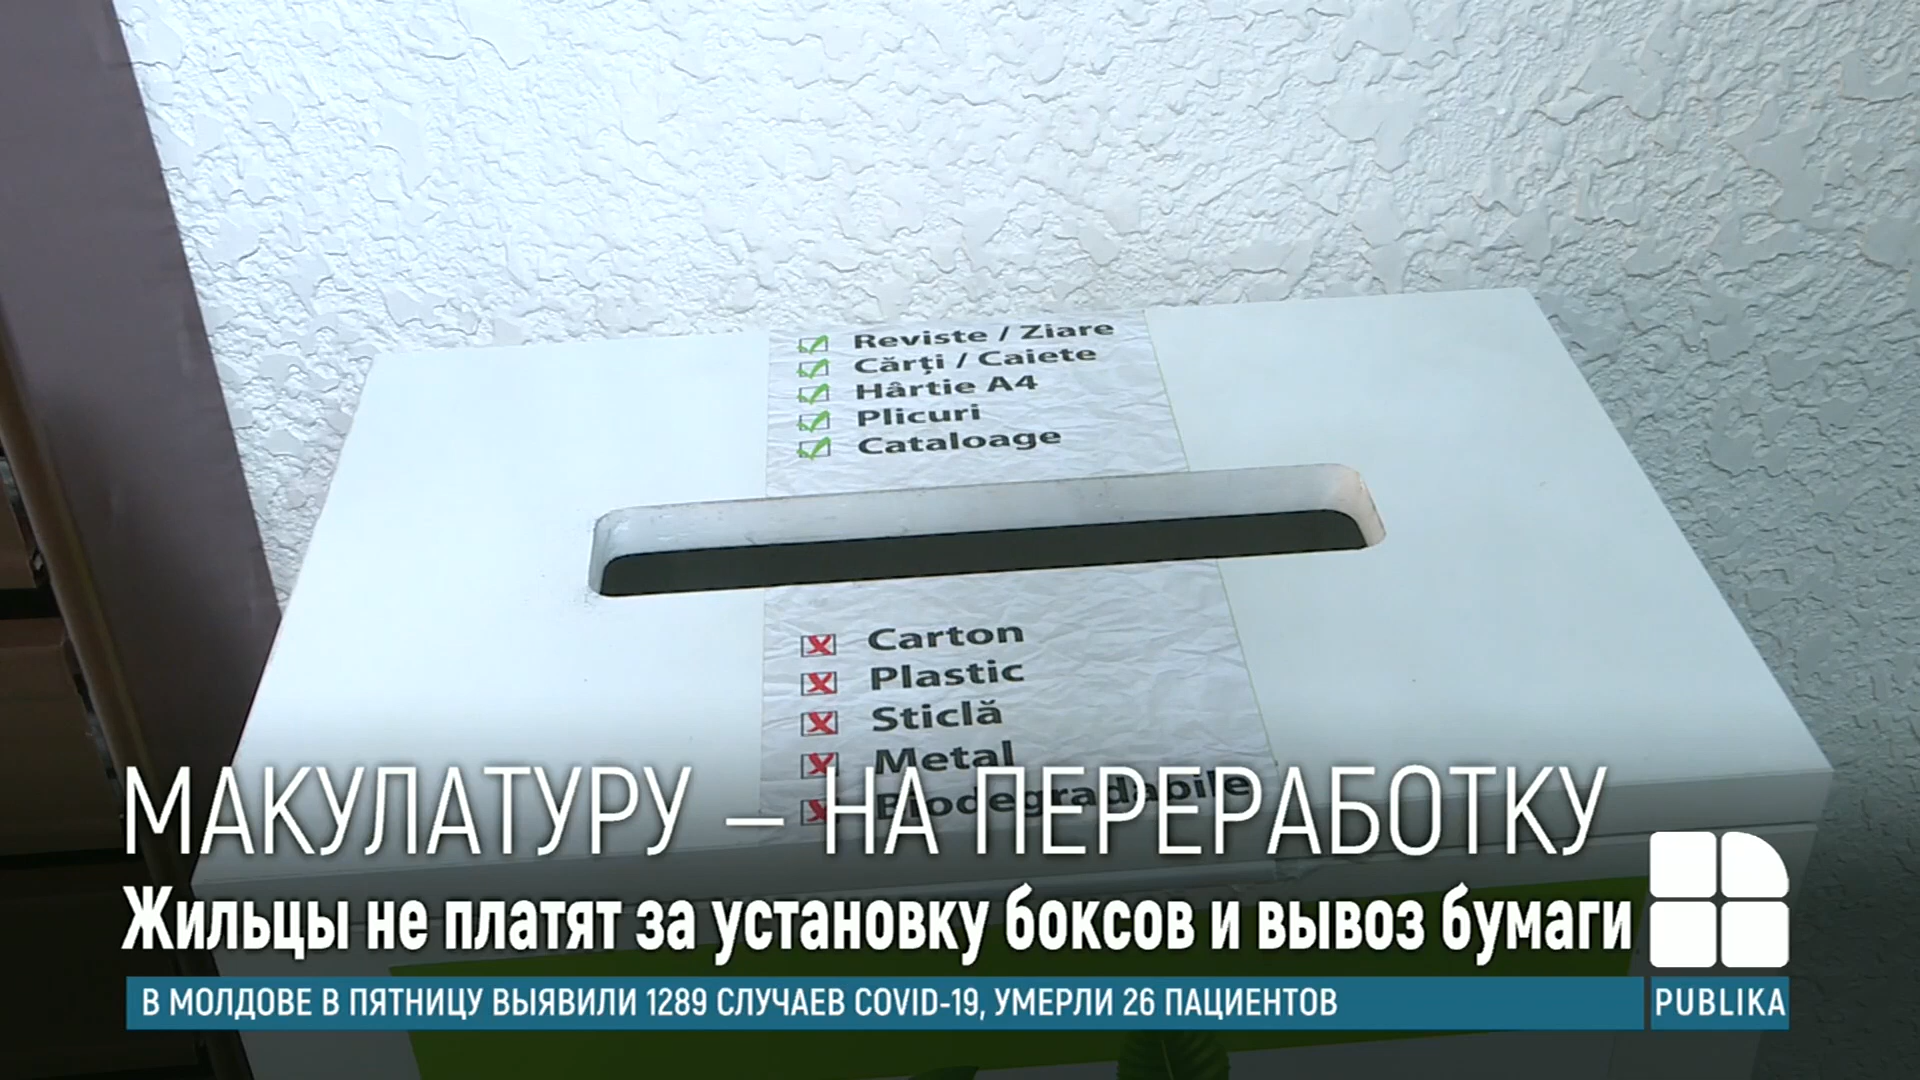 Reviste / Ziare
Cărți / Caiete
Hârtie A4
Plicuri
Cataloage
Carton
Plastic
Sticlă
Metal
Biodegradabile
МАКУЛАТУРУ – НА ПЕРЕРАБОТКУ
Жильцы не платят за установку боксов и вывоз бумаги
В МОЛДОВЕ В ПЯТНИЦУ ВЫЯВИЛИ 1289 СЛУЧАЕВ COVID-19, УМЕРЛИ 26 ПАЦИЕНТОВ
PUBLIKA